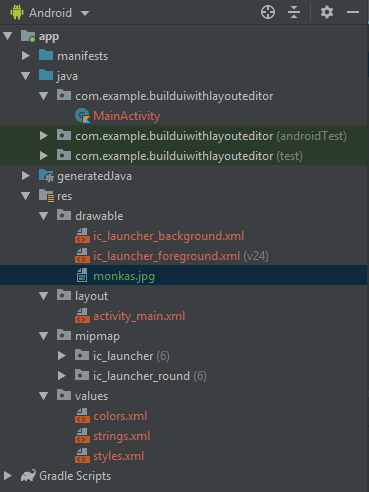 Android
app
manifests
java
com.example.builduiwithlayouteditor
MainActivity
com.example.builduiwithlayouteditor (androidTest)
com.example.builduiwithlayouteditor (test)
generatedJava
res
drawable
ic_launcher_background.xml
ic_launcher_foreground.xml (v24)
monkas.jpg
layout
activity_main.xml
mipmap
ic_launcher (6)
ic_launcher_round (6)
values
colors.xml
strings.xml
styles.xml
Gradle Scripts